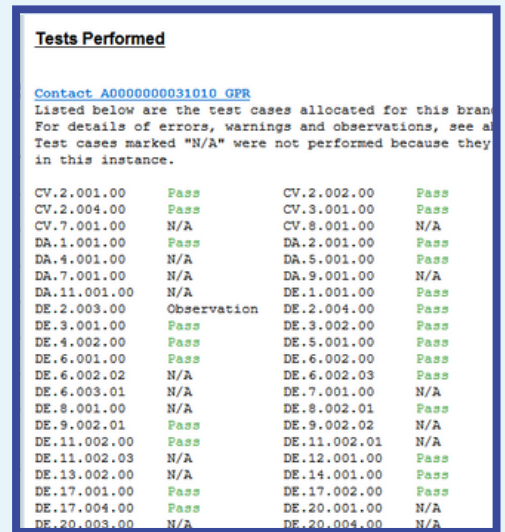 Tests Performed
Contact A0000000031010 GPR
Listed below are the test cases allocated for this bran
For details of errors, warnings and observations, see a
Test cases marked "N/A" were not performed because they
in this instance.
CV.2.001.00 Pass CV.2.002.00 Pass
CV.2.004.00 Pass CV.3.001.00 Pass
CV.7.001.00 N/A CV.8.001.00 N/A
DA.1.001.00 Pass DA.2.001.00 Pass
DA.4.001.00 N/A DA.5.001.00 Pass
DA.7.001.00 N/A DA.9.001.00 N/A
DA.11.001.00 N/A DE.1.001.00 Pass
DE.2.003.00 Observation DE.2.004.00 Pass
DE.3.001.00 Pass DE.3.002.00 Pass
DE.4.002.00 Pass DE.5.001.00 Pass
DE.6.001.00 Pass DE.6.002.00 Pass
DE.6.002.02 N/A DE.6.002.03 Pass
DE.6.003.01 N/A DE.7.001.00 N/A
DE.8.001.00 N/A DE.8.002.01 Pass
DE.9.002.01 Pass DE.9.002.02 N/A
DE.11.002.00 Pass DE.11.002.01 N/A
DE.11.002.03 N/A DE.12.001.00 Pass
DE.13.002.00 N/A DE.14.001.00 Pass
DE.17.001.00 Pass DE.17.002.00 Pass
DE.17.004.00 Pass DE.20.001.00 N/A
DE.20.003.00 N/A DE.20.004.00 N/A